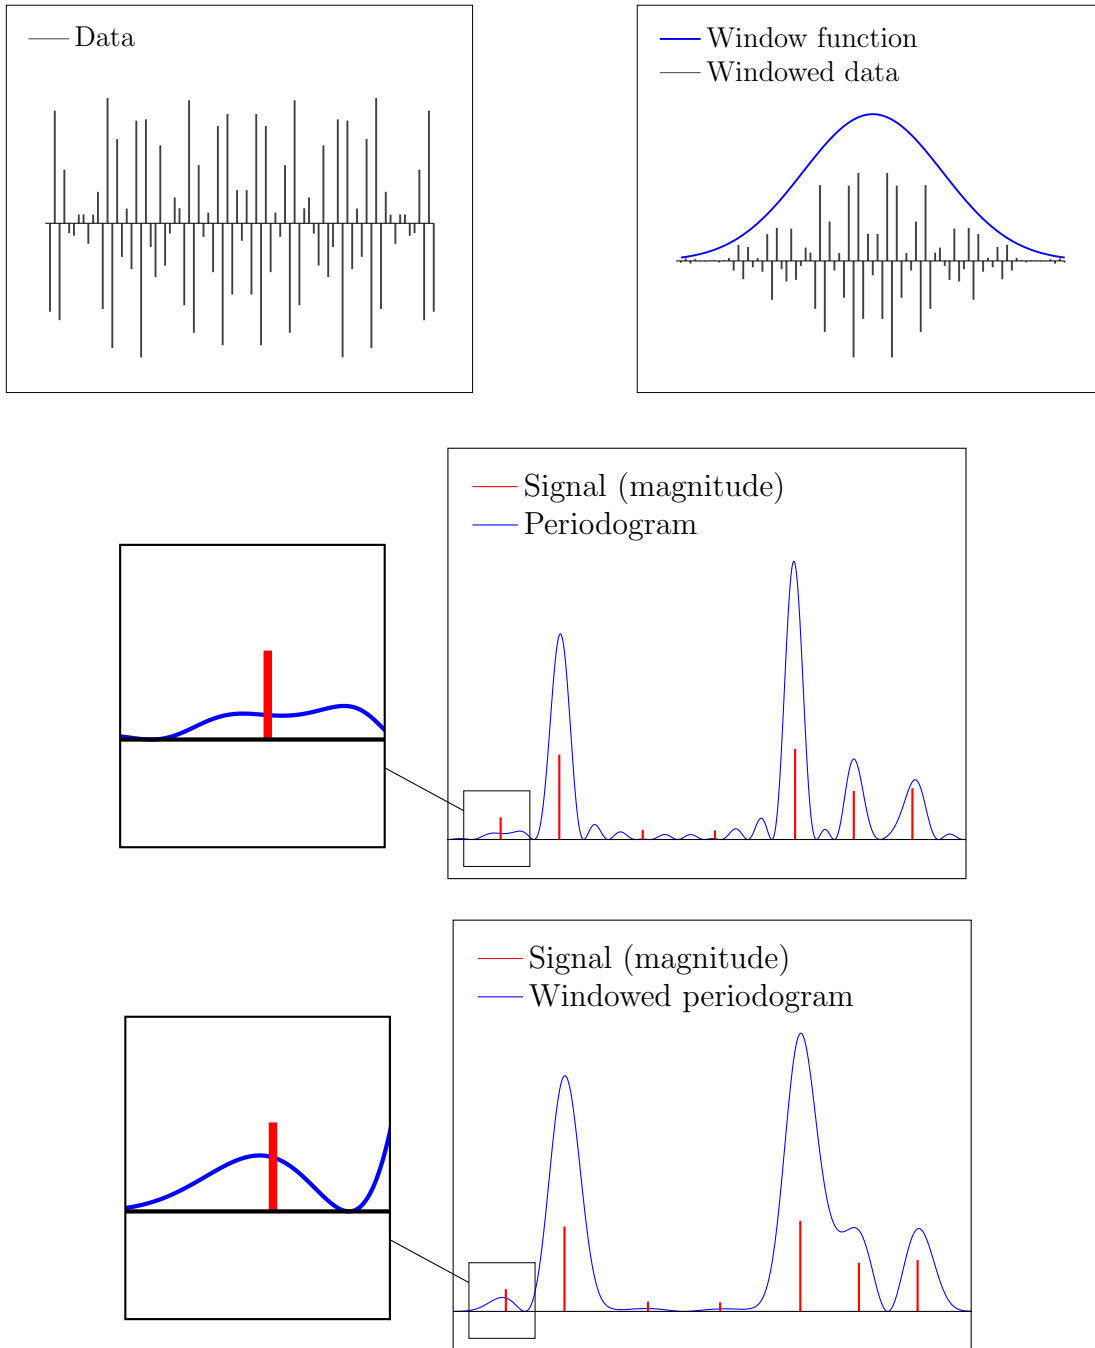 Data
Window function
Windowed data
Signal (magnitude)
Periodogram
Signal (magnitude)
Windowed periodogram